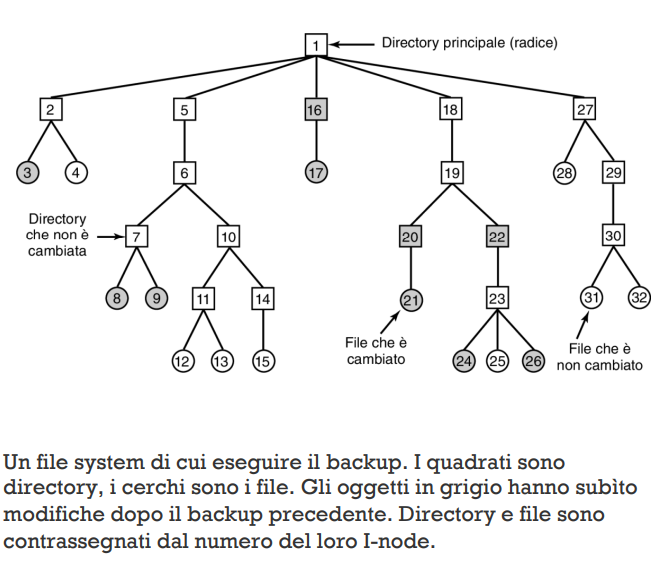 1
Directory principale (radice)
2
5
16
18
27
3
4
6
17
19
28
29
Directory
che non è
cambiata
7
10
20
22
30
8
9
11
14
21
23
31
32
File che è
cambiato
12
13
15
24
25
26
File che è
non cambiato
Un file system di cui eseguire il backup. I quadrati sono
directory, i cerchi sono i file. Gli oggetti in grigio hanno subìto
modifiche dopo il backup precedente. Directory e file sono
contrassegnati dal numero del loro I-node.